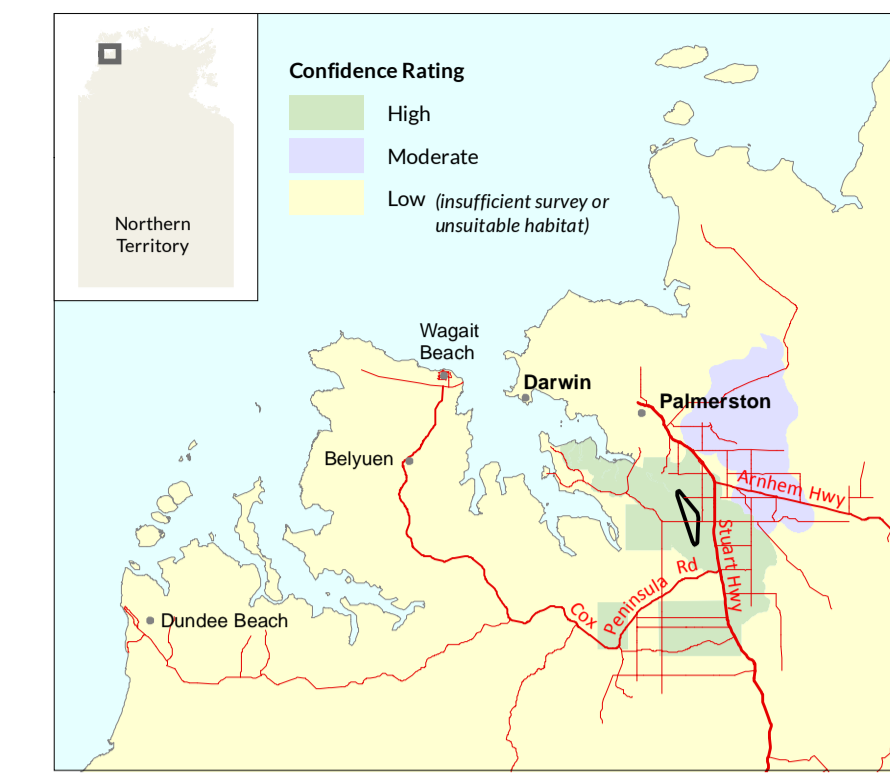 Confidence Rating
High
Moderate
Low (insufficient survey or
unsuitable habitat)
Northern
Territory
Wagait
Beach
Darwin
Palmerston
Belyuen
Arnhem Hwy
Stuart Hwy
Cox Peninsula Rd
Dundee Beach